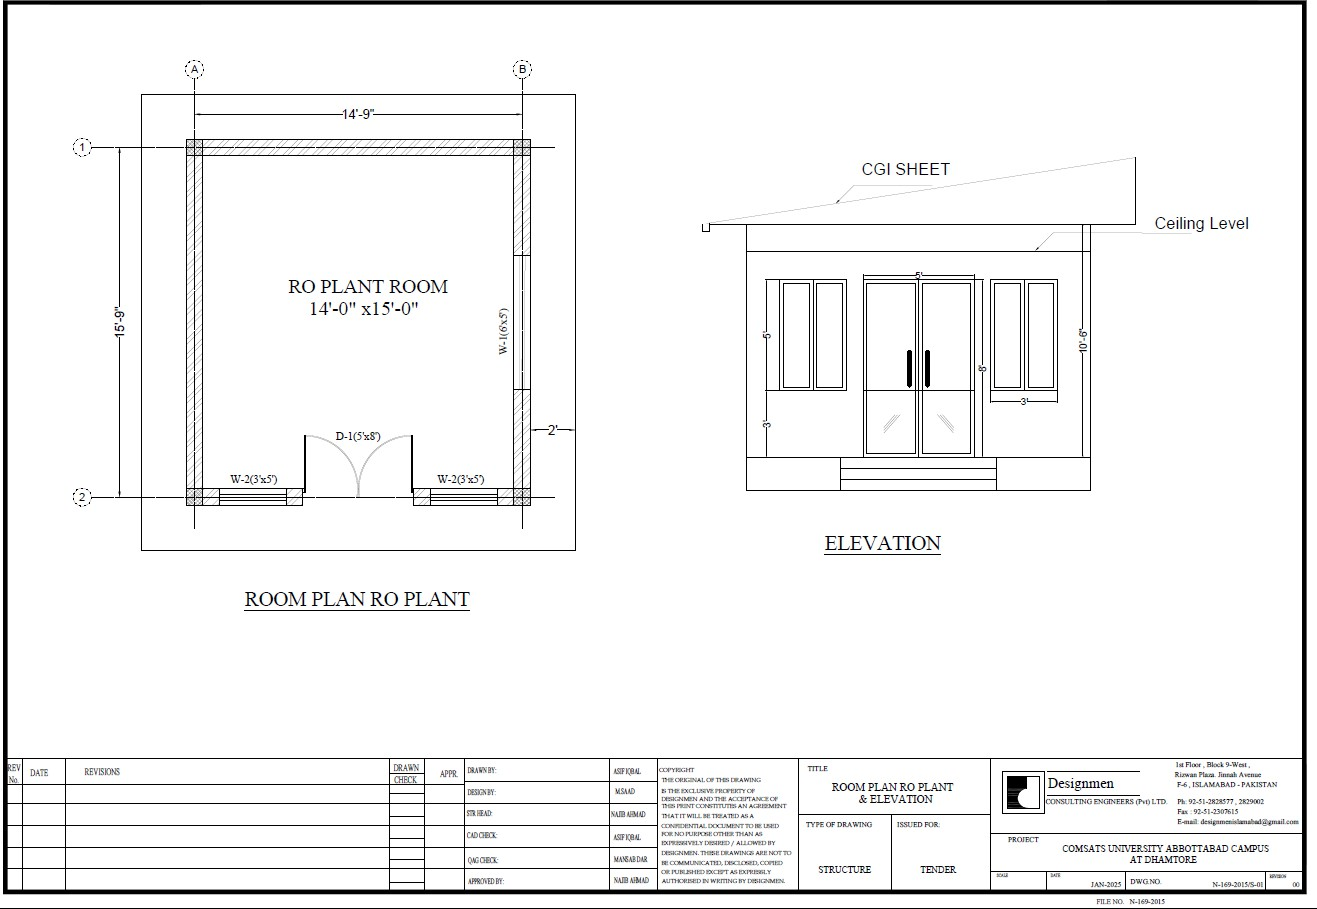 A
B
14'-9"
1
15'-9"
RO PLANT ROOM
14'-0" x15'-0"
W-1(6'x5')
D-1(5'x8')
2'
W-2(3'x5')
W-2(3'x5')
2
ROOM PLAN RO PLANT
CGI SHEET
Ceiling Level
5'
5'
8'
10'-6"
3'
3'
ELEVATION
REV No.
DATE
REVISIONS
DRAWN
CHECK
APPR.
DRAWN BY:
ASIF IQBAL
DESIGN BY:
M.SAAD
STR HEAD:
NAJIB AHMAD
CAD CHECK:
ASIF IQBAL
QAG CHECK:
MANSAB DAR
APPROVED BY:
NAJIB AHMAD
COPYRIGHT
THE ORIGINAL OF THIS DRAWING
IS THE EXCLUSIVE PROPERTY OF
DESIGNMEN AND THE ACCEPTANCE OF
THIS PRINT CONSTITUTES AN AGREEMENT
THAT IT WILL BE TREATED AS A
CONFIDENTIAL DOCUMENT TO BE USED
FOR NO PURPOSE OTHER THAN AS
EXPRESSIVELY DESIRED / ALLOWED BY
DESIGNMEN. THESE DRAWINGS ARE NOT TO
BE COMMUNICATED, DISCLOSED, COPIED
OR PUBLISHED EXCEPT AS EXPRESSLY
AUTHORISED IN WRITING BY DESIGNMEN.
TITLE
ROOM PLAN RO PLANT
& ELEVATION
TYPE OF DRAWING
STRUCTURE
ISSUED FOR:
TENDER
Designmen
CONSULTING ENGINEERS (Pvt) LTD.
1st Floor , Block 9-West ,
Rizwan Plaza. Jinnah Avenue
F-6 , ISLAMABAD - PAKISTAN
Ph: 92-51-2828577 , 2829002
Fax : 92-51-2307615
E-mail: designmenislamabad@gmail.com
PROJECT
COMSATS UNIVERSITY ABBOTTABAD CAMPUS
AT DHAMTORE
SCALE
DATE
JAN-2025
DWG.NO.
N-169-2015/S-01
REVISION
00
FILE NO. N-169-2015